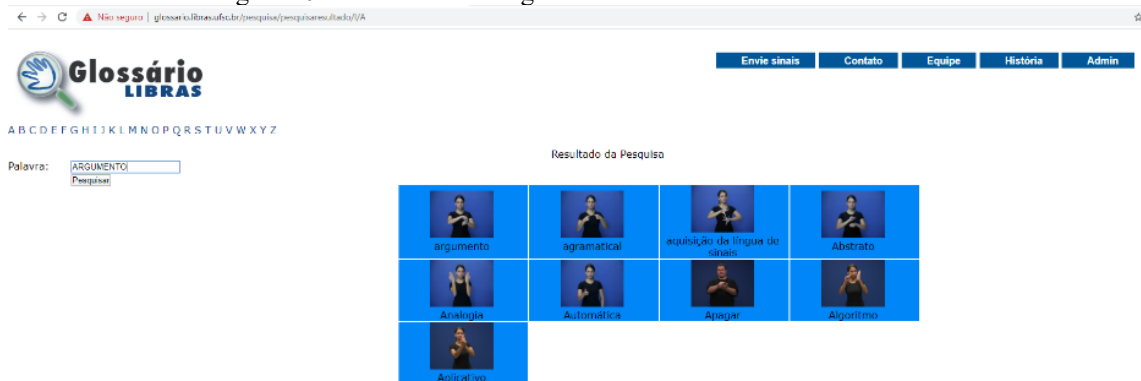 Não seguro | glossario.libras.ufsc.br/pesquisa/pesquisaresultado/l/A
Glossário
LIBRAS
Envie sinais Contato Equipe História Admin
A B C D E F G H I J K L M N O P Q R S T U V W X Y Z
Resultado da Pesquisa
Palavra: ARGUMENTO
Pesquisar
argumento agramatical aquisição da língua de sinais Abstrato
Analogia Automática Apagar Algoritmo
Aplicativo